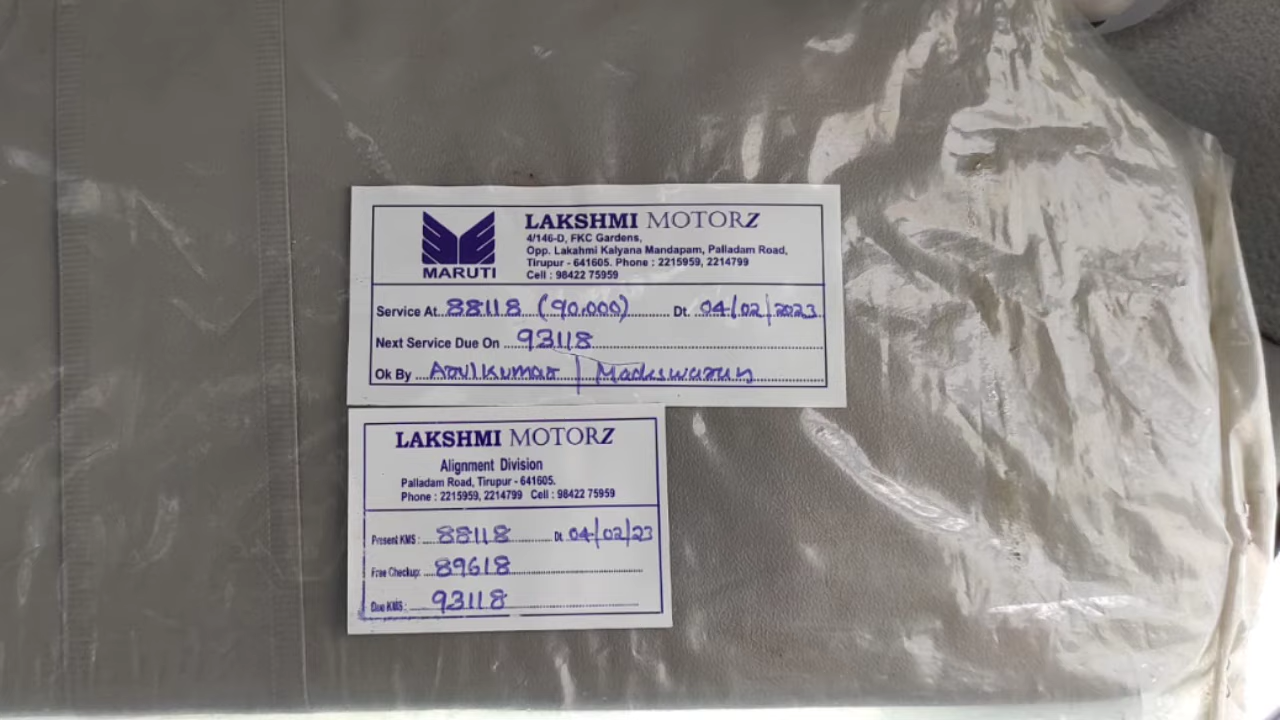 MARUTI
LAKSHMI MOTORZ
4/146-D, FKC Gardens,
Opp. Lakahmi Kalyana Mandapam, Palladam Road,
Tirupur - 641605. Phone : 2215959, 2214799
Cell : 98422 75959
Service At 88118 (90,000) Dt. 04/02/2023
Next Service Due On 93118
Ok By Arulkumar | Madeswaran
LAKSHMI MOTORZ
Alignment Division
Palladam Road, Tirupur - 641605.
Phone : 2215959, 2214799 Cell : 98422 75959
Present KMS : 88118 Dt 04/02/23
Free Checkup: 89618
Due KMS : 93118